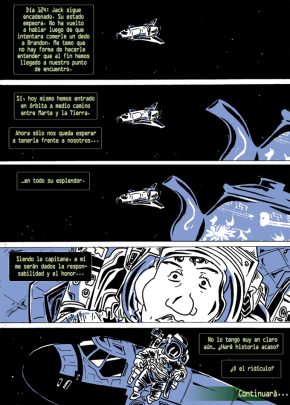 Día 124: Jack sigue
encadenado. Su estado
empeora. No ha vuelto
a hablar luego de que
intentara comerle un dedo
a Brandon. Me temo que
no hay forma de hacerla
entender que al fin hemos
llegado a nuestro punto
de encuentro.
Sí, hoy mismo hemos entrado
en órbita a medio camino
entre Marte y la Tierra.
Ahora sólo nos queda esperar
a tenerla frente a nosotros...
...en todo su esplendor.
Siendo la capitana, a mí
me serán dados la respon-
sabilidad y el honor...
No lo tengo muy en claro
aún... ¿Haré historia acaso?
¿O el ridículo?
Continuará...